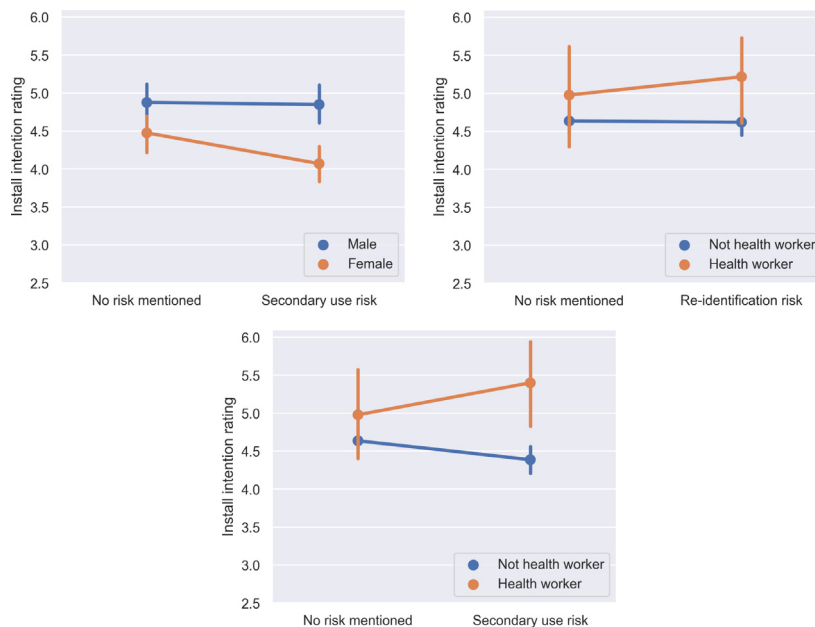 6.0
5.5
5.0
4.5
4.0
3.5
3.0
2.5
Install intention rating
Male
Female
No risk mentioned
Secondary use risk
6.0
5.5
5.0
4.5
4.0
3.5
3.0
2.5
Install intention rating
Not health worker
Health worker
No risk mentioned
Re-identification risk
6.0
5.5
5.0
4.5
4.0
3.5
3.0
2.5
Install intention rating
Not health worker
Health worker
No risk mentioned
Secondary use risk